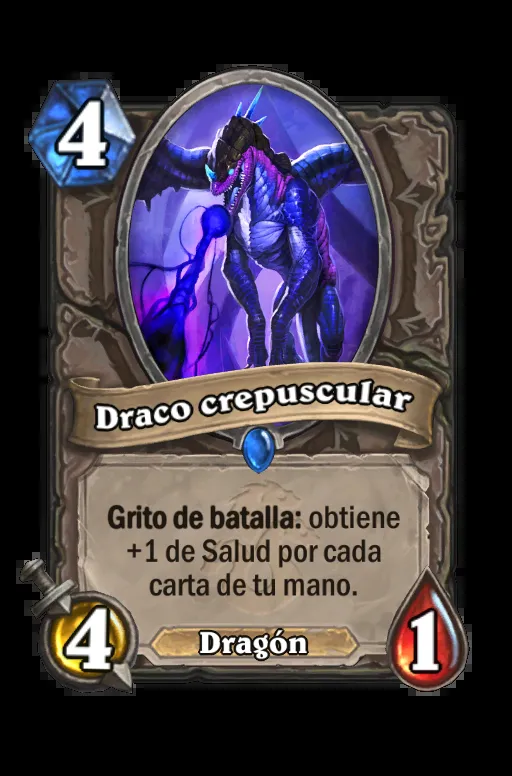 4
Draco crepuscular
Grito de batalla: obtiene
+1 de Salud por cada
carta de tu mano.
4
Dragón
1